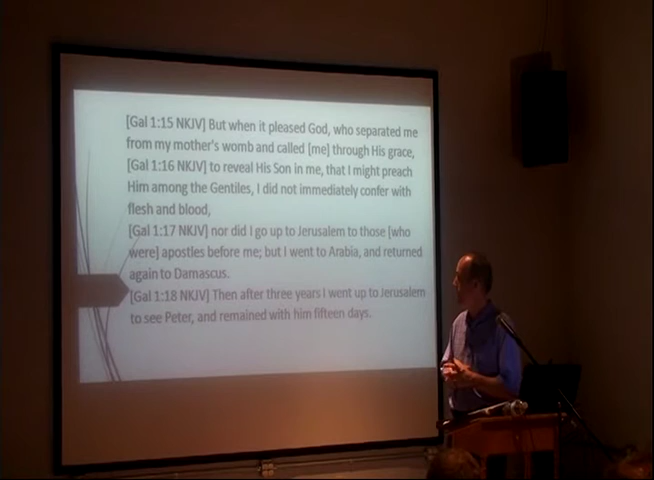 [Gal 1:15 NKJV] But when it pleased God, who separated me
from my mother's womb and called [me] through His grace,
[Gal 1:16 NKJV] to reveal His Son in me, that I might preach
Him among the Gentiles, I did not immediately confer with
flesh and blood,
[Gal 1:17 NKJV] nor did I go up to Jerusalem to those [who
were] apostles before me; but I went to Arabia, and returned
again to Damascus.
[Gal 1:18 NKJV] Then after three years I went up to Jerusalem
to see Peter, and remained with him fifteen days.